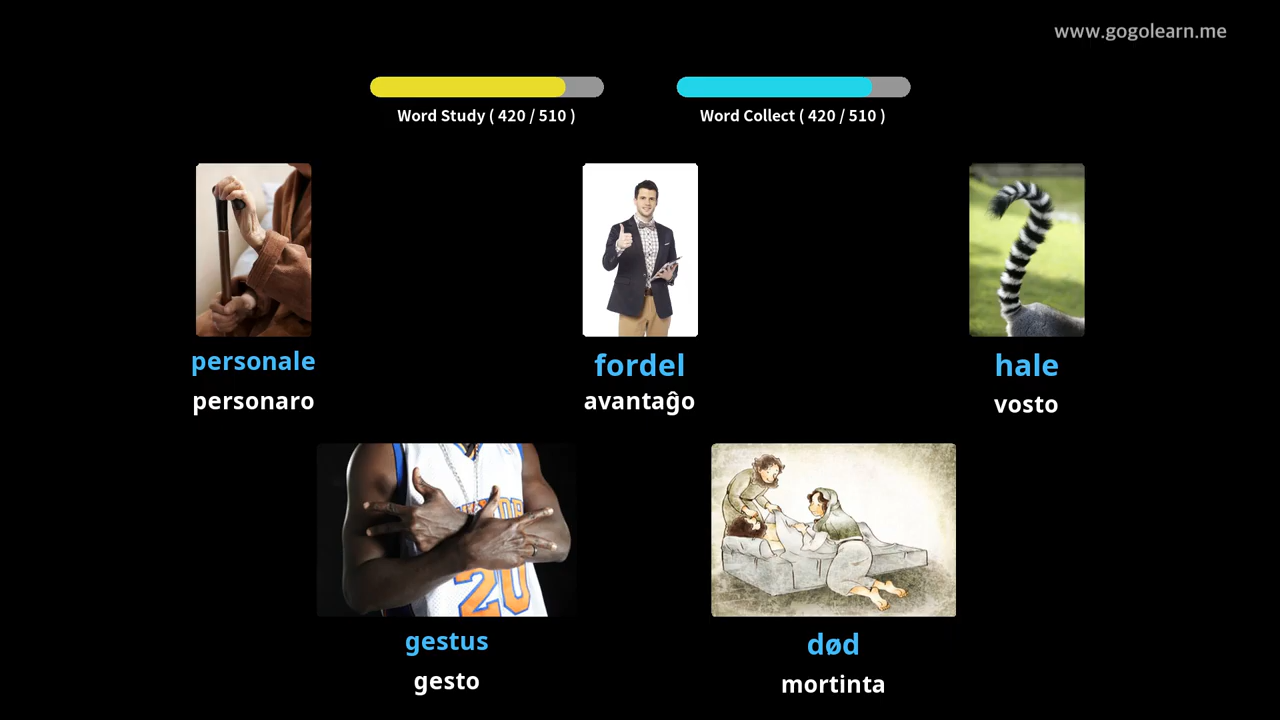 www.gogolearn.me
Word Study ( 420 / 510 )
Word Collect ( 420 / 510 )
personale
personaro
fordel
avantaĝo
hale
vosto
20
gestus
gesto
død
mortinta